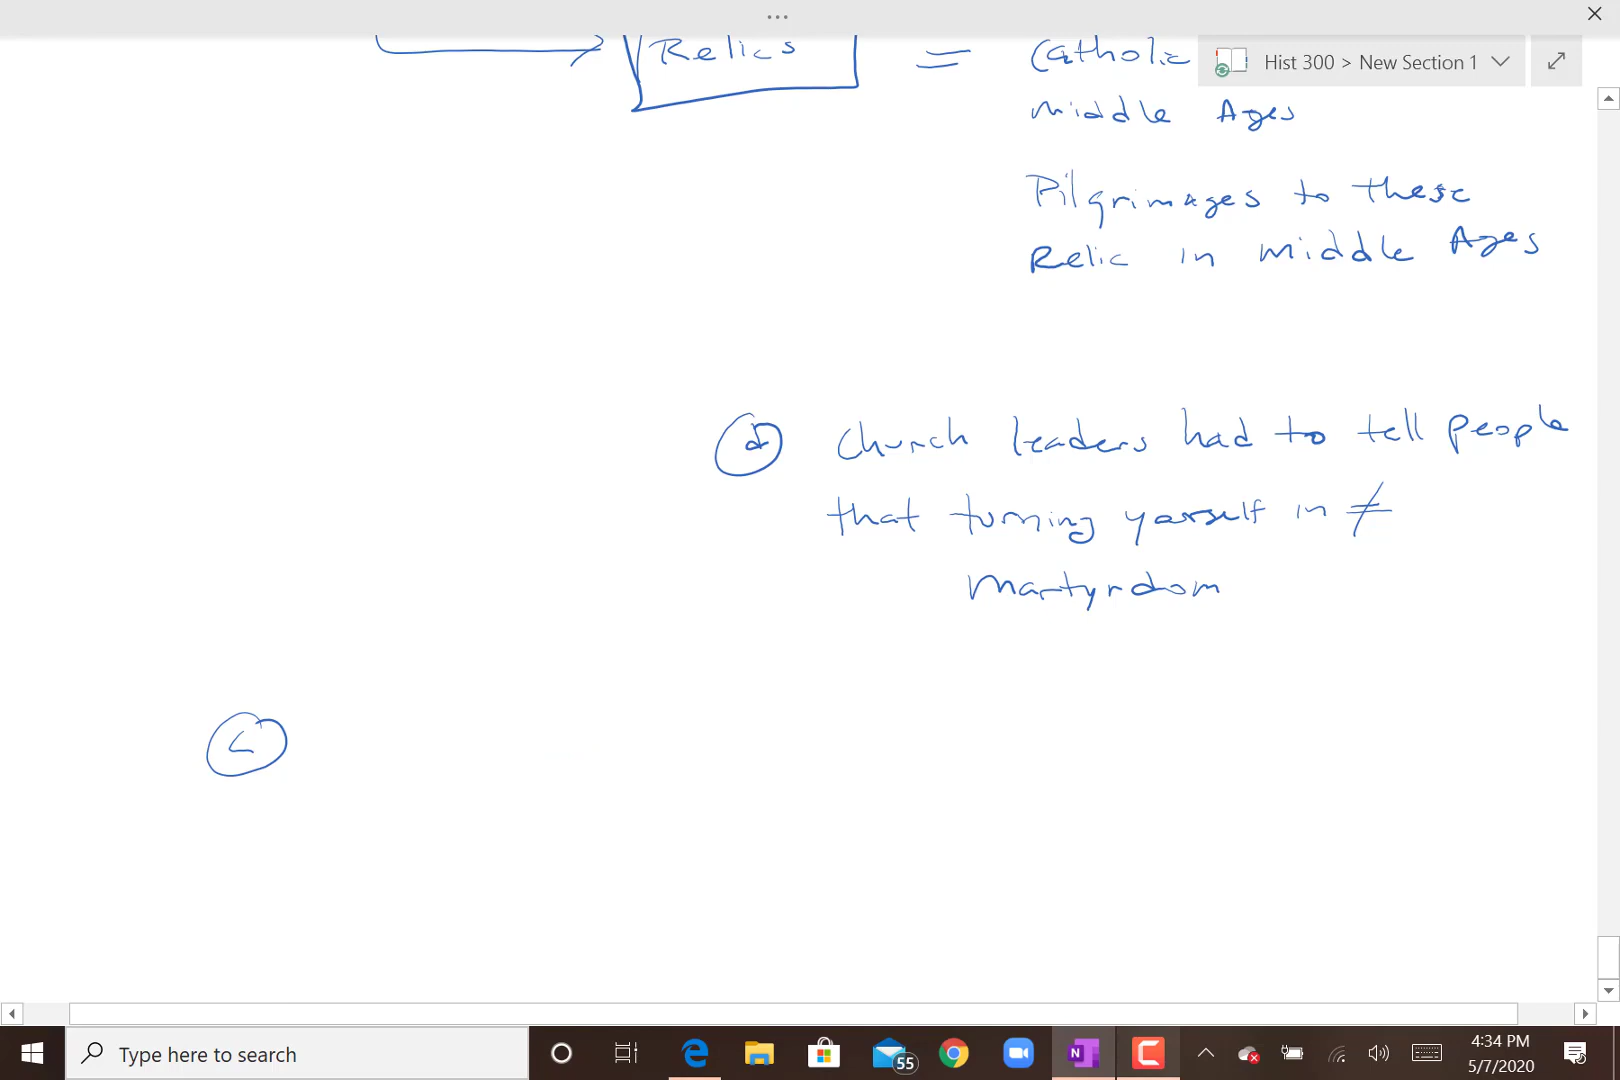 Relics = Catholic
Hist 300 > New Section 1
Middle Ages
Pilgrimages to these
Relic in Middle Ages
d Church leaders had to tell people
that turning yourself in ≠
Martyrdom
C
Type here to search
55
N
4:34 PM
5/7/2020